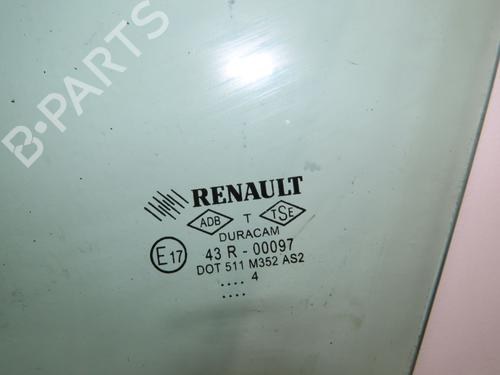 B-PARTS
RENAULT
ADB T TSE
DURACAM
E17 43 R - 00097
DOT 511 M352 AS2
.... 4
....